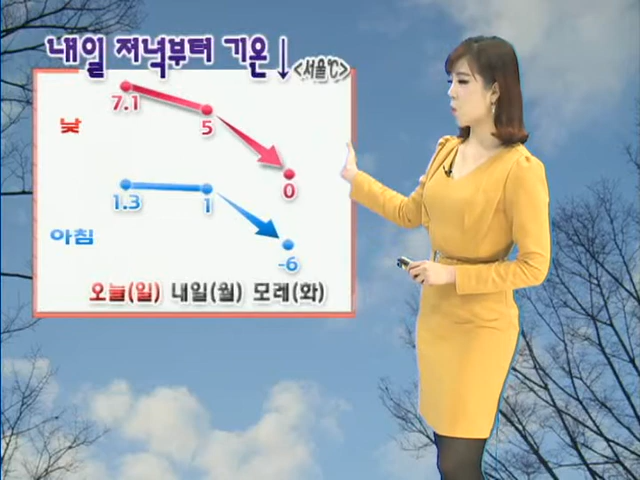 내일 저녁부터 기온↓
<서울℃>
낮
7.1
5
0
아침
1.3
1
-6
오늘(일) 내일(월) 모레(화)